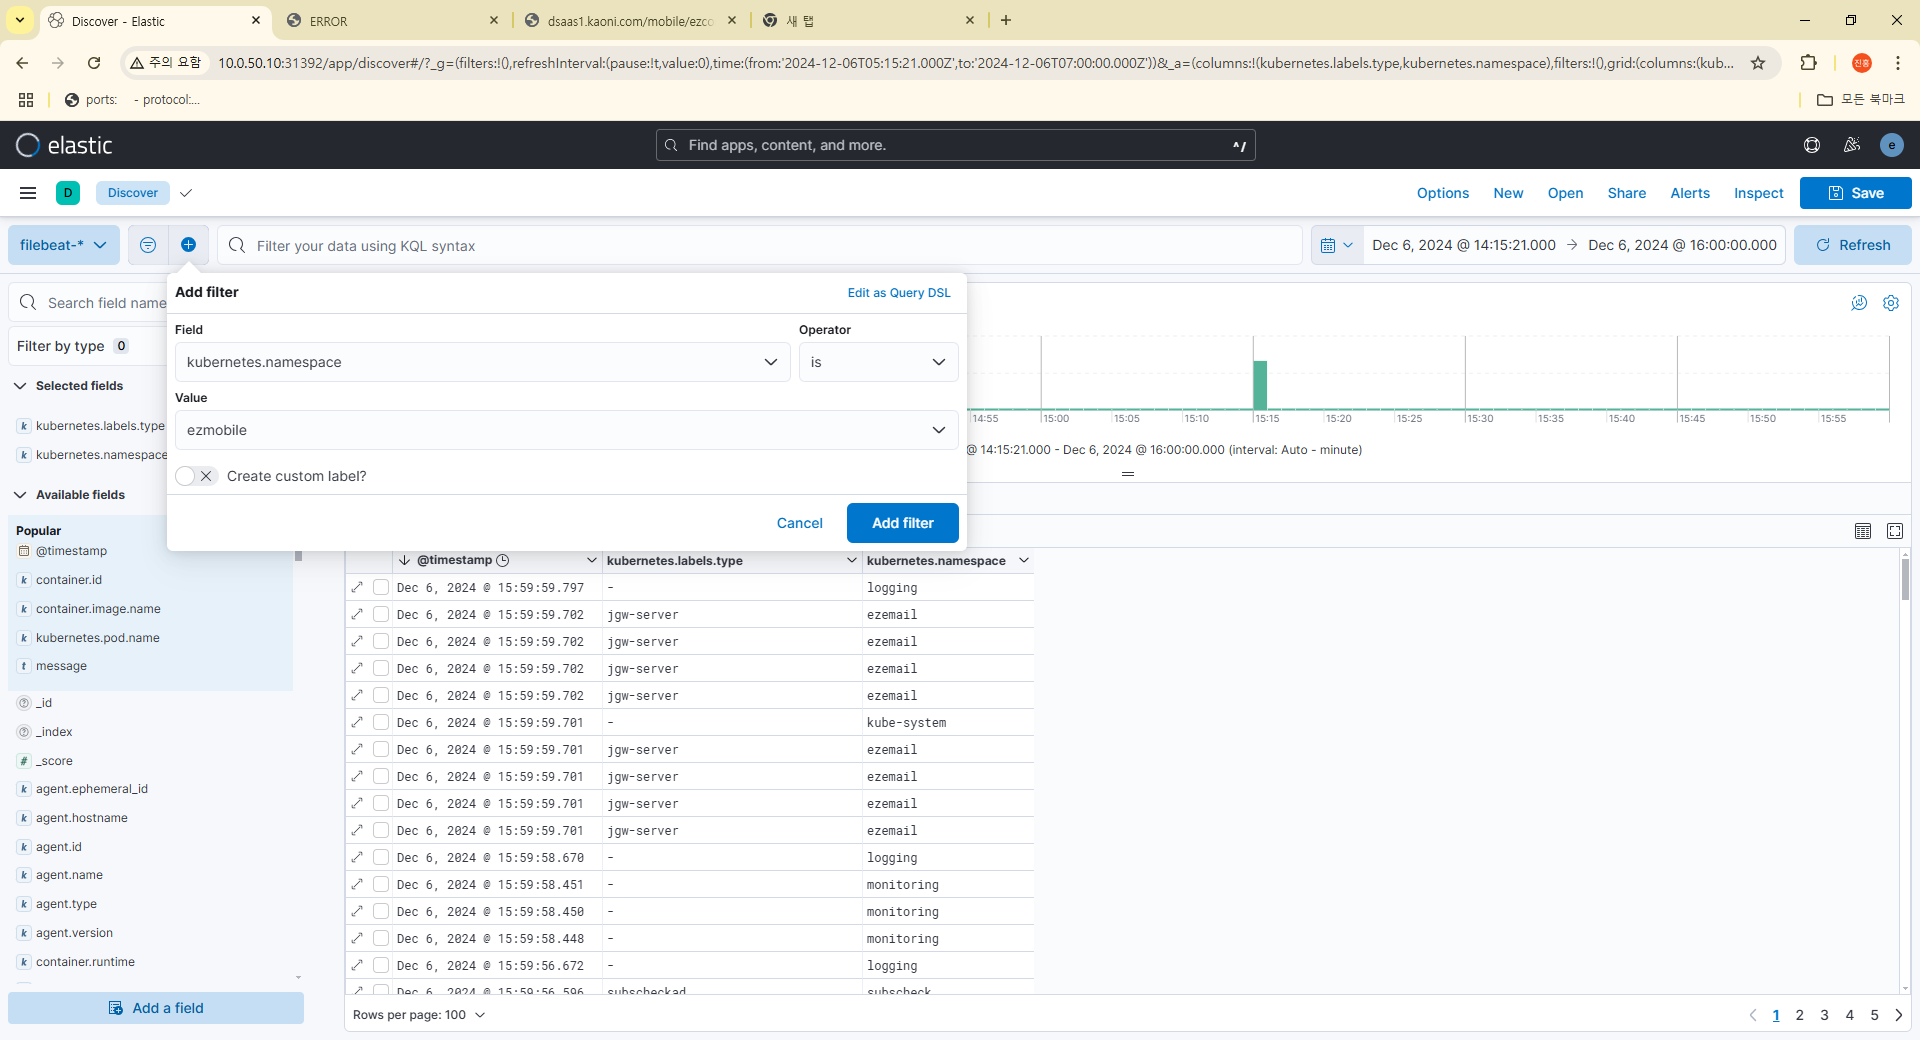 Discover - Elastic
ERROR
dsaas1.kaoni.com/mobile/ezco
새 탭
주의 요함
10.0.50.10:31392/app/discover#/?_g=(filters:!(),refreshInterval:(pause:!t,value:0),time:(from:'2024-12-06T05:15:21.000Z',to:'2024-12-06T07:00:00.000Z'))&_a=(columns:!(kubernetes.labels.type,kubernetes.namespace),filters:!(),grid:(columns:(kub...
진흥
ports: - protocol:...
모든 북마크
elastic
Find apps, content, and more.
^/
e
D
Discover
Options
New
Open
Share
Alerts
Inspect
Save
filebeat-*
Filter your data using KQL syntax
Dec 6, 2024 @ 14:15:21.000 → Dec 6, 2024 @ 16:00:00.000
Refresh
Search field name
Filter by type 0
Selected fields
k kubernetes.labels.type
k kubernetes.namespace
Available fields
Popular
@timestamp
k container.id
k container.image.name
k kubernetes.pod.name
t message
_id
_index
# _score
k agent.ephemeral_id
k agent.hostname
k agent.id
k agent.name
k agent.type
k agent.version
k container.runtime
Add a field
Add filter
Edit as Query DSL
Field
Operator
kubernetes.namespace
is
Value
ezmobile
Create custom label?
Cancel
Add filter
14:55 15:00 15:05 15:10 15:15 15:20 15:25 15:30 15:35 15:40 15:45 15:50 15:55
@ 14:15:21.000 - Dec 6, 2024 @ 16:00:00.000 (interval: Auto - minute)
@timestamp kubernetes.labels.type kubernetes.namespace
Dec 6, 2024 @ 15:59:59.797 - logging
Dec 6, 2024 @ 15:59:59.702 jgw-server ezemail
Dec 6, 2024 @ 15:59:59.702 jgw-server ezemail
Dec 6, 2024 @ 15:59:59.702 jgw-server ezemail
Dec 6, 2024 @ 15:59:59.702 jgw-server ezemail
Dec 6, 2024 @ 15:59:59.701 - kube-system
Dec 6, 2024 @ 15:59:59.701 jgw-server ezemail
Dec 6, 2024 @ 15:59:59.701 jgw-server ezemail
Dec 6, 2024 @ 15:59:59.701 jgw-server ezemail
Dec 6, 2024 @ 15:59:59.701 jgw-server ezemail
Dec 6, 2024 @ 15:59:58.670 - logging
Dec 6, 2024 @ 15:59:58.451 - monitoring
Dec 6, 2024 @ 15:59:58.450 - monitoring
Dec 6, 2024 @ 15:59:58.448 - monitoring
Dec 6, 2024 @ 15:59:56.672 - logging
Dec 6, 2024 @ 15:59:56.596 subscheckad subscheck
Rows per page: 100
1 2 3 4 5